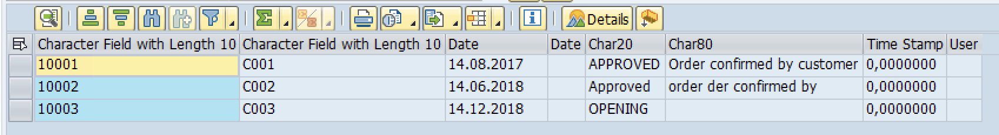 Details
Character Field with Length 10 Character Field with Length 10 Date Date Char20 Char80 Time Stamp User
10001 C001 14.08.2017 APPROVED Order confirmed by customer 0,0000000
10002 C002 14.06.2018 Approved order der confirmed by 0,0000000
10003 C003 14.12.2018 OPENING 0,0000000